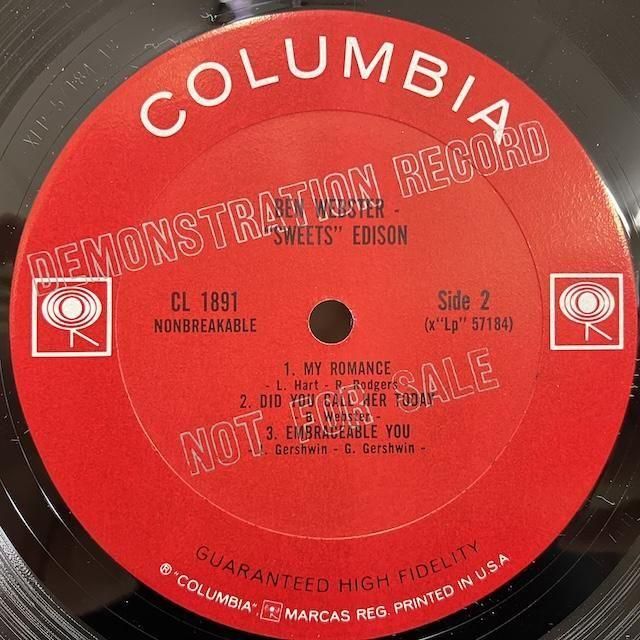 COLUMBIA
DEMONSTRATION RECORD
BEN WEBSTER -
"SWEETS" EDISON
CL 1891
NONBREAKABLE
Side 2
(x"Lp" 57184)
1. MY ROMANCE
- L. Hart - R. Rodgers -
2. DID YOU CALL HER TODAY
- B. Webster -
3. EMBRACEABLE YOU
- I. Gershwin - G. Gershwin -
NOT FOR SALE
GUARANTEED HIGH FIDELITY
® "COLUMBIA", MARCAS REG. PRINTED IN U.S.A.